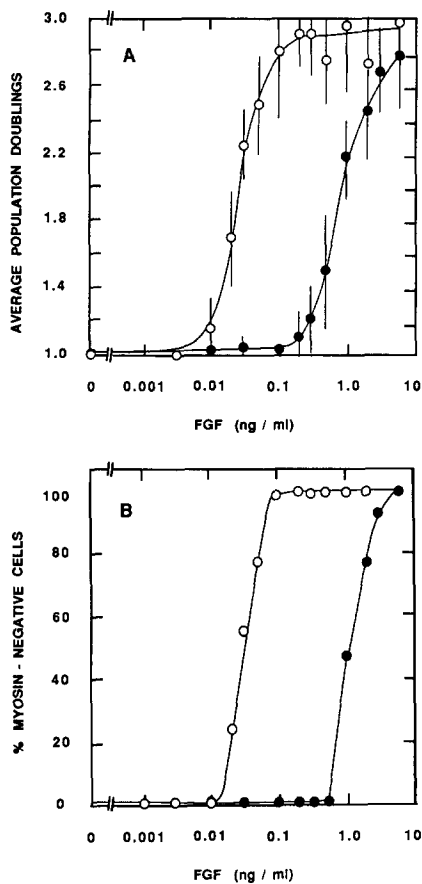 A
AVERAGE POPULATION DOUBLINGS
3.0
2.6
2.2
1.8
1.4
1.0
0 0.001 0.01 0.1 1.0 10
FGF (ng / ml)
B
% MYOSIN - NEGATIVE CELLS
100
80
60
40
20
0
0 0.001 0.01 0.1 1.0 10
FGF (ng / ml)